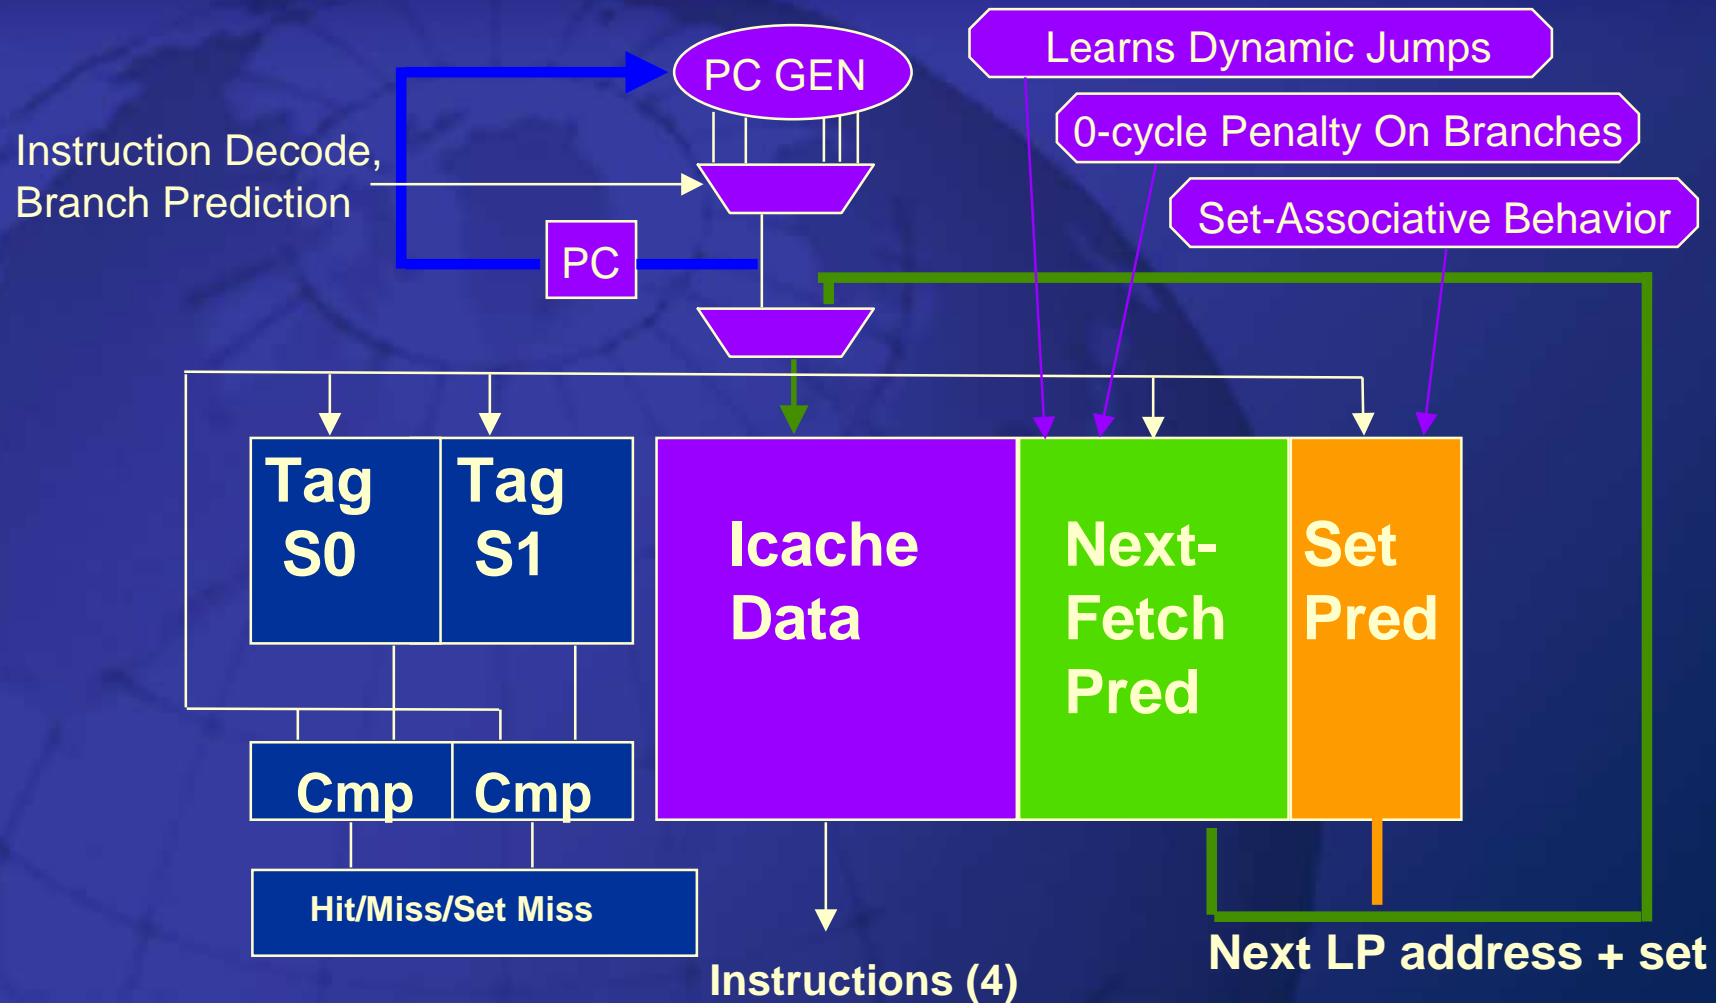 PC GEN
Learns Dynamic Jumps
0-cycle Penalty On Branches
Instruction Decode,
Branch Prediction
Set-Associative Behavior
PC
Tag
S0
Tag
S1
Icache
Data
Next-
Fetch
Pred
Set
Pred
Cmp
Cmp
Hit/Miss/Set Miss
Next LP address + set
Instructions (4)